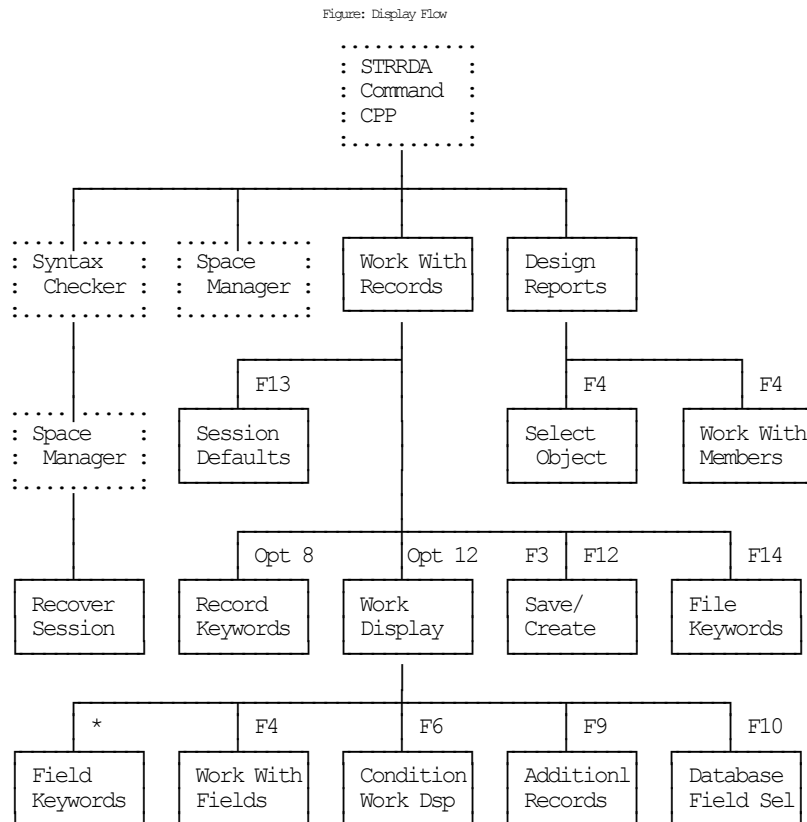 Figure: Display Flow
STRRDA
Command
CPP
Syntax
Checker
Space
Manager
Work With
Records
Design
Reports
F13
F4
F4
Space
Manager
Session
Defaults
Select
Object
Work With
Members
Opt 8
Opt 12
F3
F12
F14
Recover
Session
Record
Keywords
Work
Display
Save/
Create
File
Keywords
*
F4
F6
F9
F10
Field
Keywords
Work With
Fields
Condition
Work Dsp
Additionl
Records
Database
Field Sel